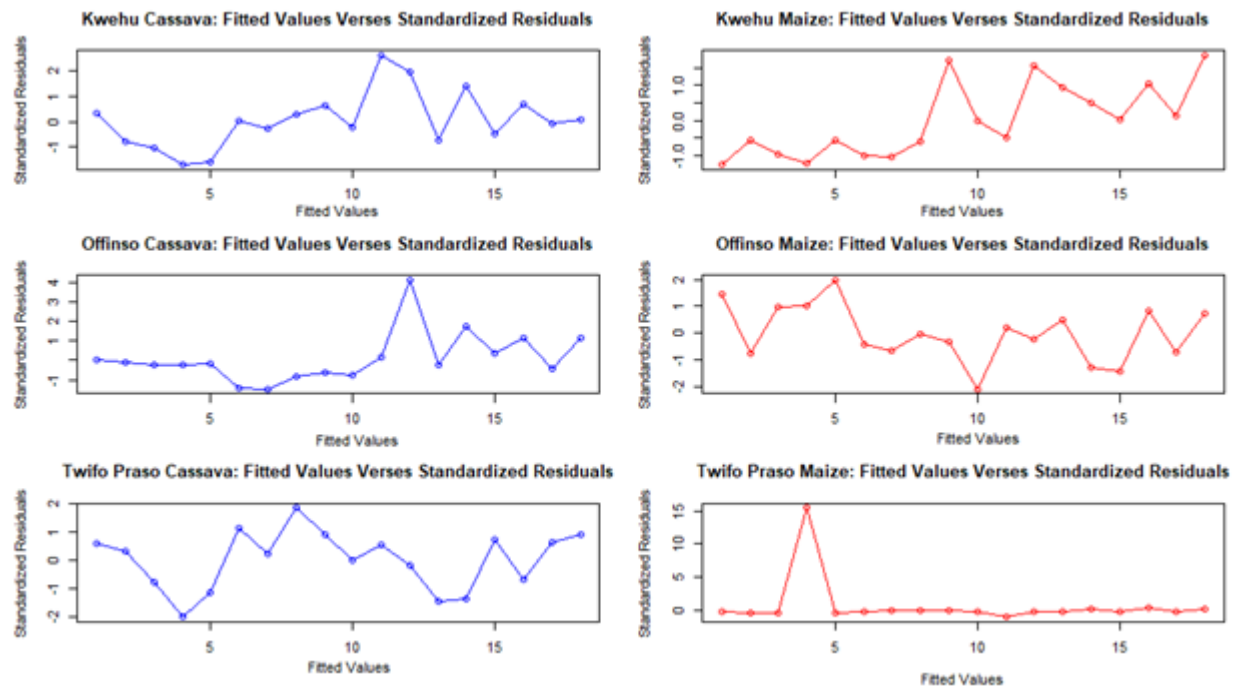 Kwehu Cassava: Fitted Values Verses Standardized Residuals
Standardized Residuals
2
1
0
-1
5
10
15
Fitted Values
Kwehu Maize: Fitted Values Verses Standardized Residuals
Standardized Residuals
1.0
0.0
-1.0
5
10
15
Fitted Values
Offinso Cassava: Fitted Values Verses Standardized Residuals
Standardized Residuals
4
3
2
1
-1
5
10
15
Fitted Values
Offinso Maize: Fitted Values Verses Standardized Residuals
Standardized Residuals
2
1
0
-1
-2
5
10
15
Fitted Values
Twifo Praso Cassava: Fitted Values Verses Standardized Residuals
Standardized Residuals
2
1
0
-1
-2
5
10
15
Fitted Values
Twifo Praso Maize: Fitted Values Verses Standardized Residuals
Standardized Residuals
15
10
5
0
5
10
15
Fitted Values